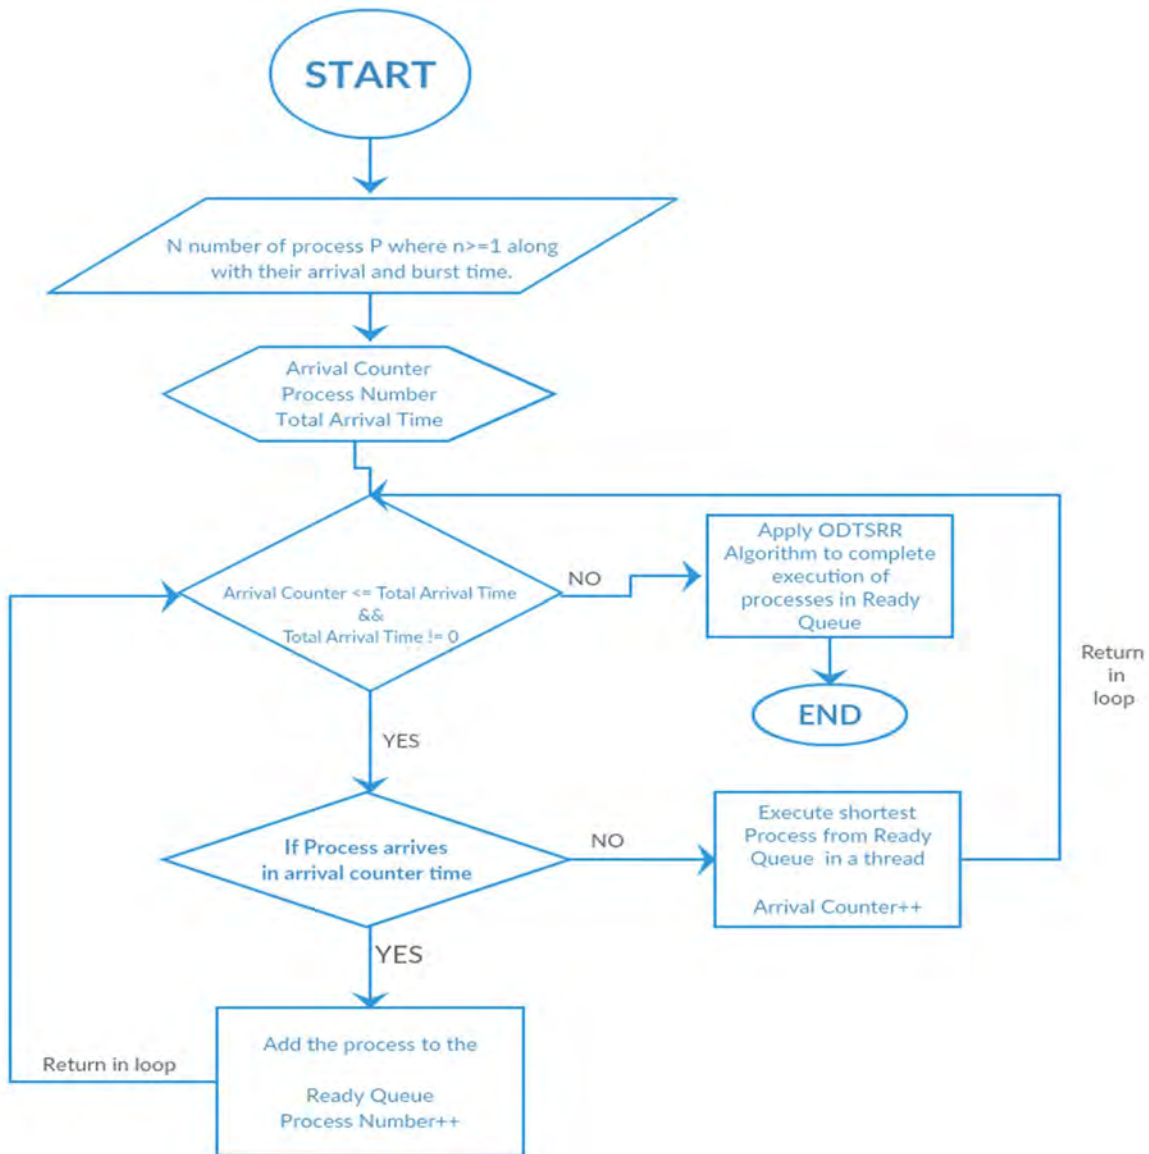 START
N number of process P where n>=1 along
with their arrival and burst time.
Arrival Counter
Process Number
Total Arrival Time
Arrival Counter <= Total Arrival Time
&&
Total Arrival Time != 0
NO
Apply ODTSRR
Algorithm to complete
execution of
processes in Ready
Queue
END
Return
in
loop
YES
If Process arrives
in arrival counter time
NO
Execute shortest
Process from Ready
Queue in a thread
Arrival Counter++
YES
Add the process to the
Ready Queue
Process Number++
Return in loop